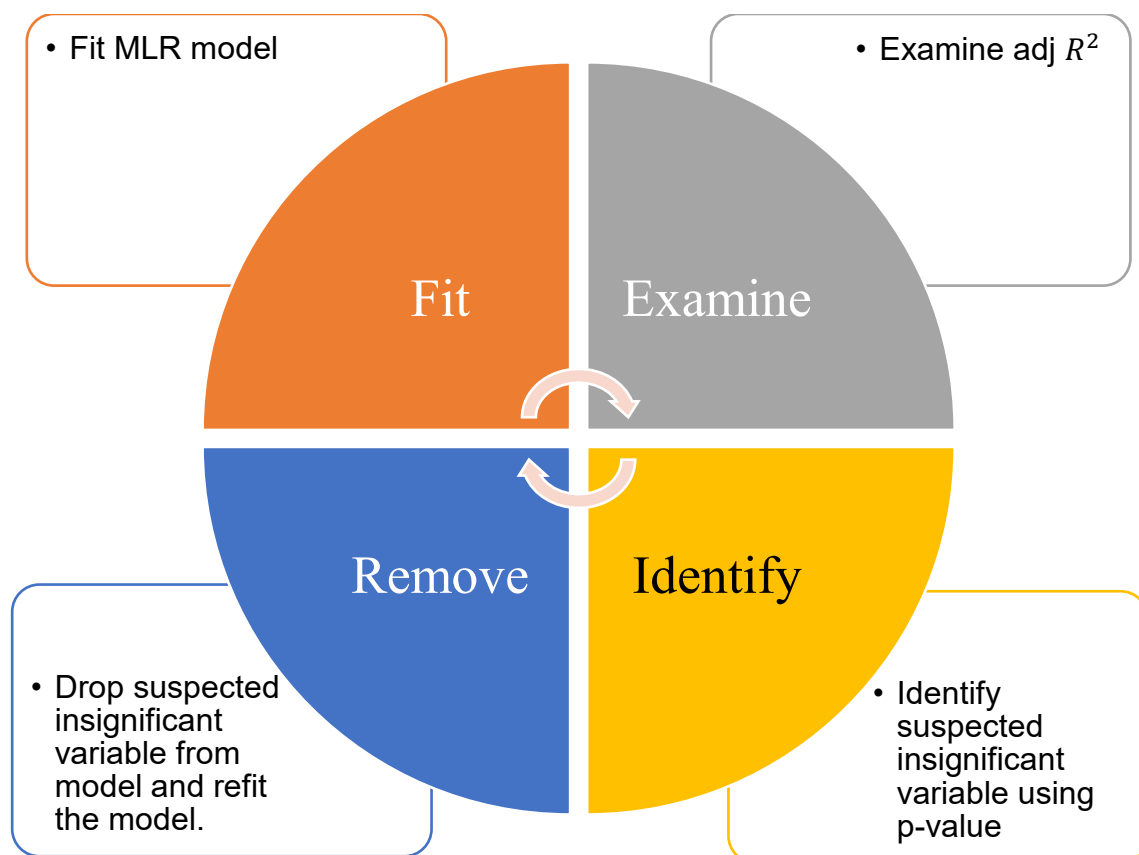 • Fit MLR model
• Examine adj 𝑅²
Fit
Examine
Remove
Identify
• Drop suspected
insignificant
variable from
model and refit
the model.
• Identify
suspected
insignificant
variable using
p-value